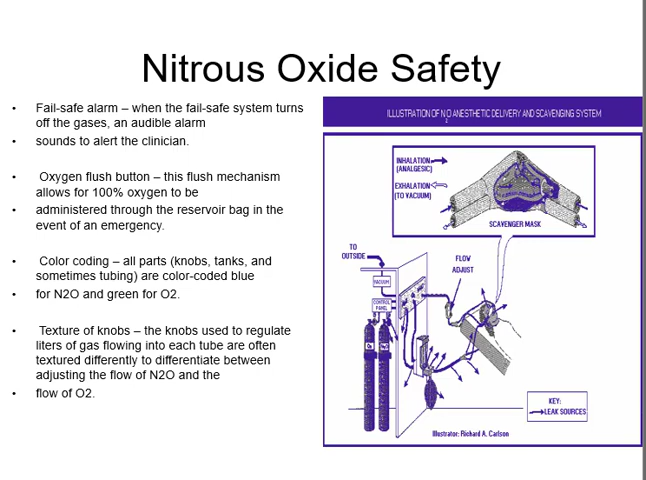 Nitrous Oxide Safety
• Fail-safe alarm – when the fail-safe system turns
off the gases, an audible alarm
• sounds to alert the clinician.
• Oxygen flush button – this flush mechanism
allows for 100% oxygen to be
• administered through the reservoir bag in the
event of an emergency.
• Color coding – all parts (knobs, tanks, and
sometimes tubing) are color-coded blue
• for N2O and green for O2.
• Texture of knobs – the knobs used to regulate
liters of gas flowing into each tube are often
textured differently to differentiate between
adjusting the flow of N2O and the
• flow of O2.
ILLUSTRATION OF N2O ANESTHETIC DELIVERY AND SCAVENGING SYSTEM
INHALATION
(ANALGESIC)
EXHALATION
(TO VACUUM)
SCAVENGER MASK
TO
OUTSIDE
FLOW
ADJUST
VACUUM
CONTROL
PANEL
KEY:
LEAK SOURCES
Illustrator: Richard A. Carlson